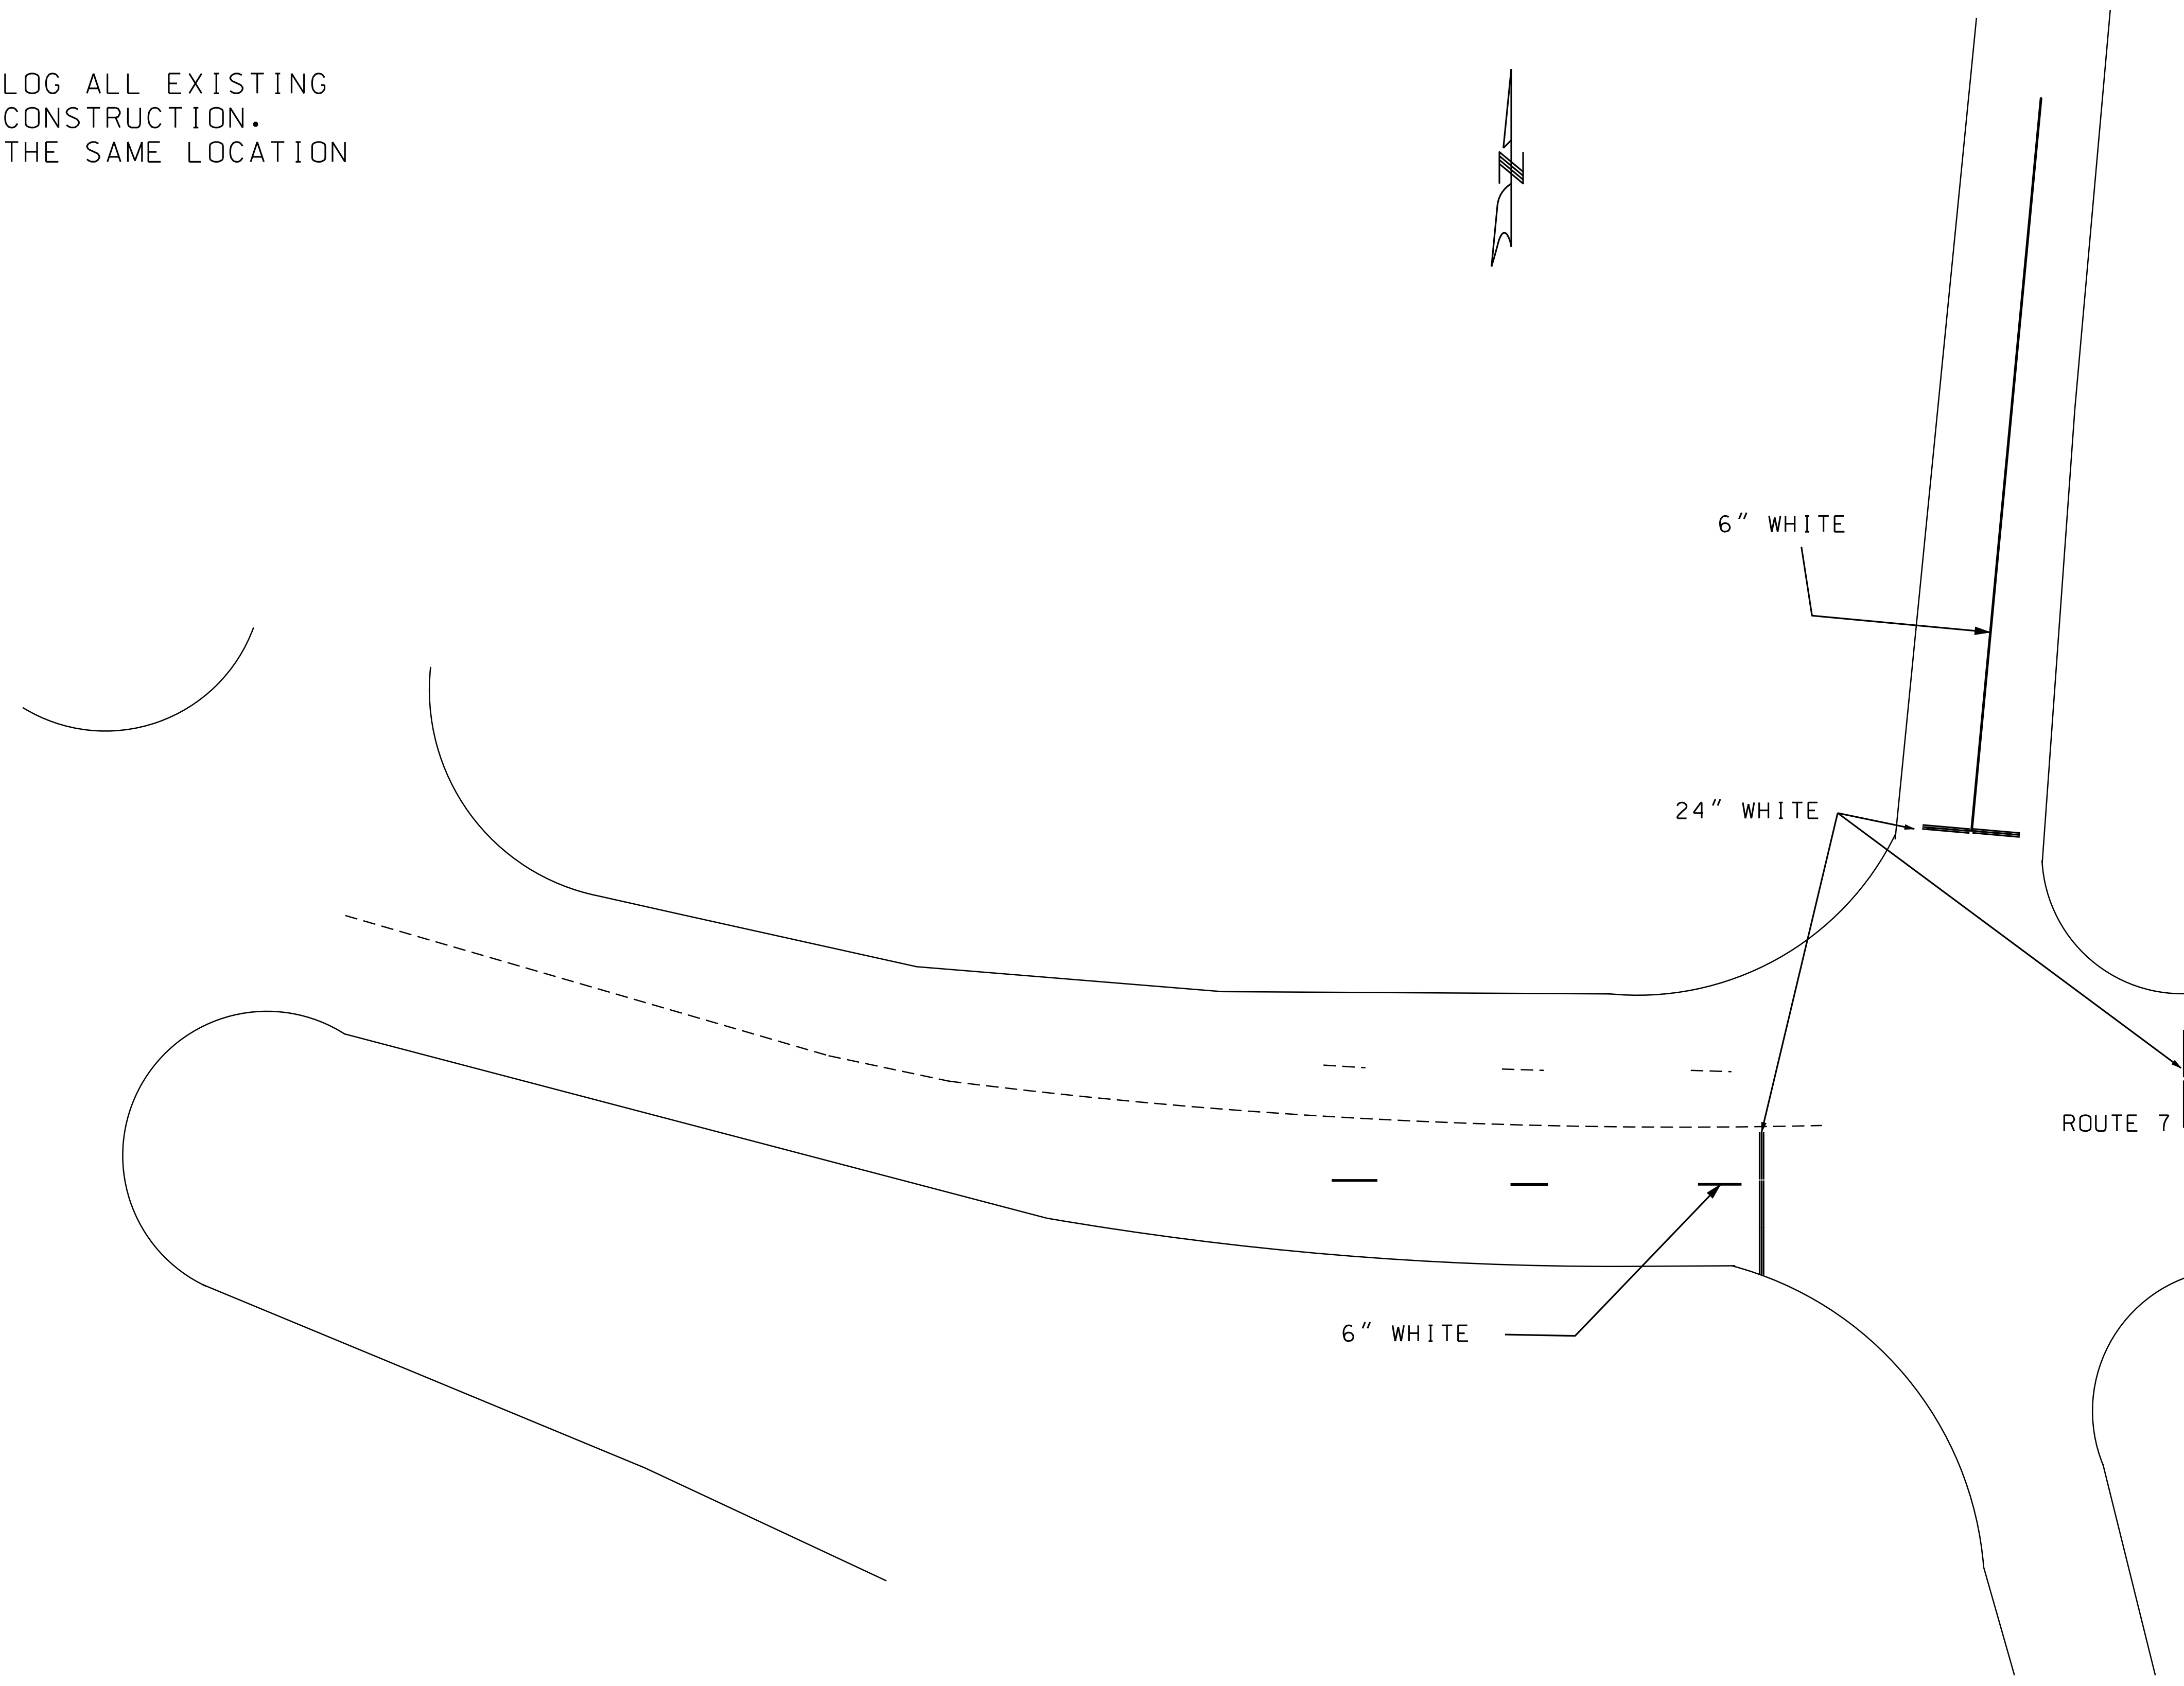 LOG ALL EXISTING
CONSTRUCTION.
THE SAME LOCATION
N
6" WHITE
24" WHITE
ROUTE 7
6" WHITE